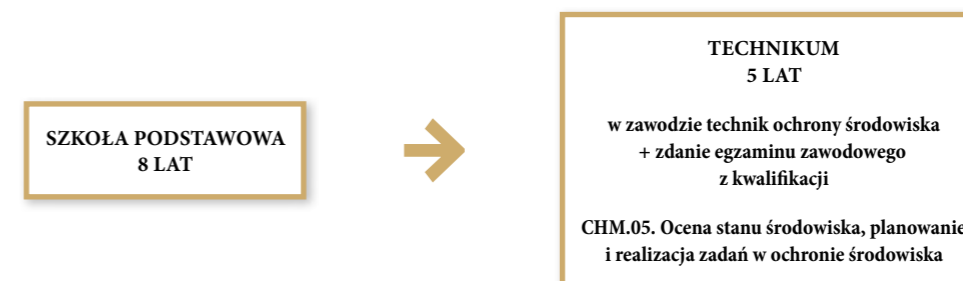 SZKOŁA PODSTAWOWA
8 LAT
TECHNIKUM
5 LAT
w zawodzie technik ochrony środowiska
+ zdanie egzaminu zawodowego
z kwalifikacji
CHM.05. Ocena stanu środowiska, planowanie
i realizacja zadań w ochronie środowiska